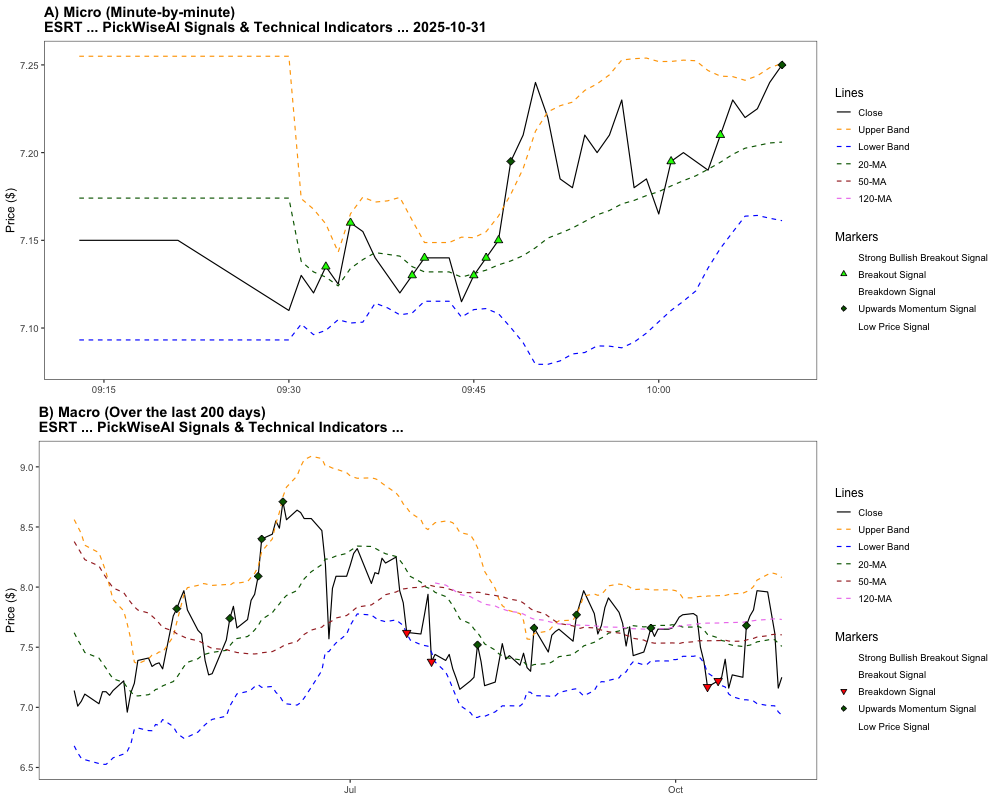 A) Micro (Minute-by-minute)
ESRT ... PickWiseAI Signals & Technical Indicators ... 2025-10-31
Price ($)
7.25
7.20
7.15
7.10
09:15
09:30
09:45
10:00
Lines
Close
Upper Band
Lower Band
20-MA
50-MA
120-MA
Markers
Strong Bullish Breakout Signal
Breakout Signal
Breakdown Signal
Upwards Momentum Signal
Low Price Signal
B) Macro (Over the last 200 days)
ESRT ... PickWiseAI Signals & Technical Indicators ...
Price ($)
9.0
8.5
8.0
7.5
7.0
6.5
Jul
Oct
Lines
Close
Upper Band
Lower Band
20-MA
50-MA
120-MA
Markers
Strong Bullish Breakout Signal
Breakout Signal
Breakdown Signal
Upwards Momentum Signal
Low Price Signal